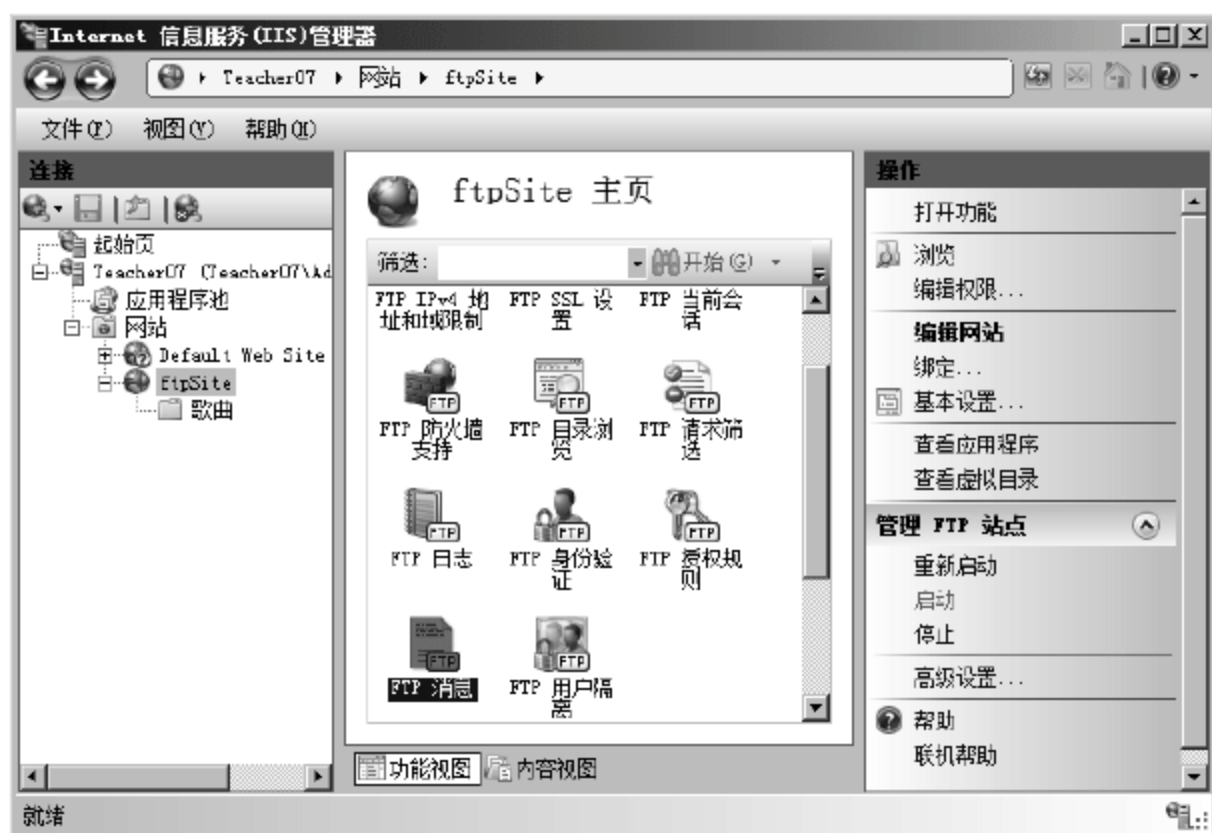 Internet 信息服务(IIS)管理器
Teacher07 网站 ftpSite
文件(F) 视图(V) 帮助(H)
连接
起始页
Teacher07 (Teacher07\Ad
应用程序池
网站
Default Web Site
ftpSite
歌曲
ftpSite 主页
筛选: 开始(G)
FTP IPv4 地址和域限制
FTP SSL 设置
FTP 当前会话
FTP 防火墙支持
FTP 目录浏览
FTP 请求筛选
FTP 日志
FTP 身份验证
FTP 授权规则
FTP 消息
FTP 用户隔离
功能视图 内容视图
操作
打开功能
浏览
编辑权限...
编辑网站
绑定...
基本设置...
查看应用程序
查看虚拟目录
管理 FTP 站点
重新启动
启动
停止
高级设置...
帮助
联机帮助
就绪